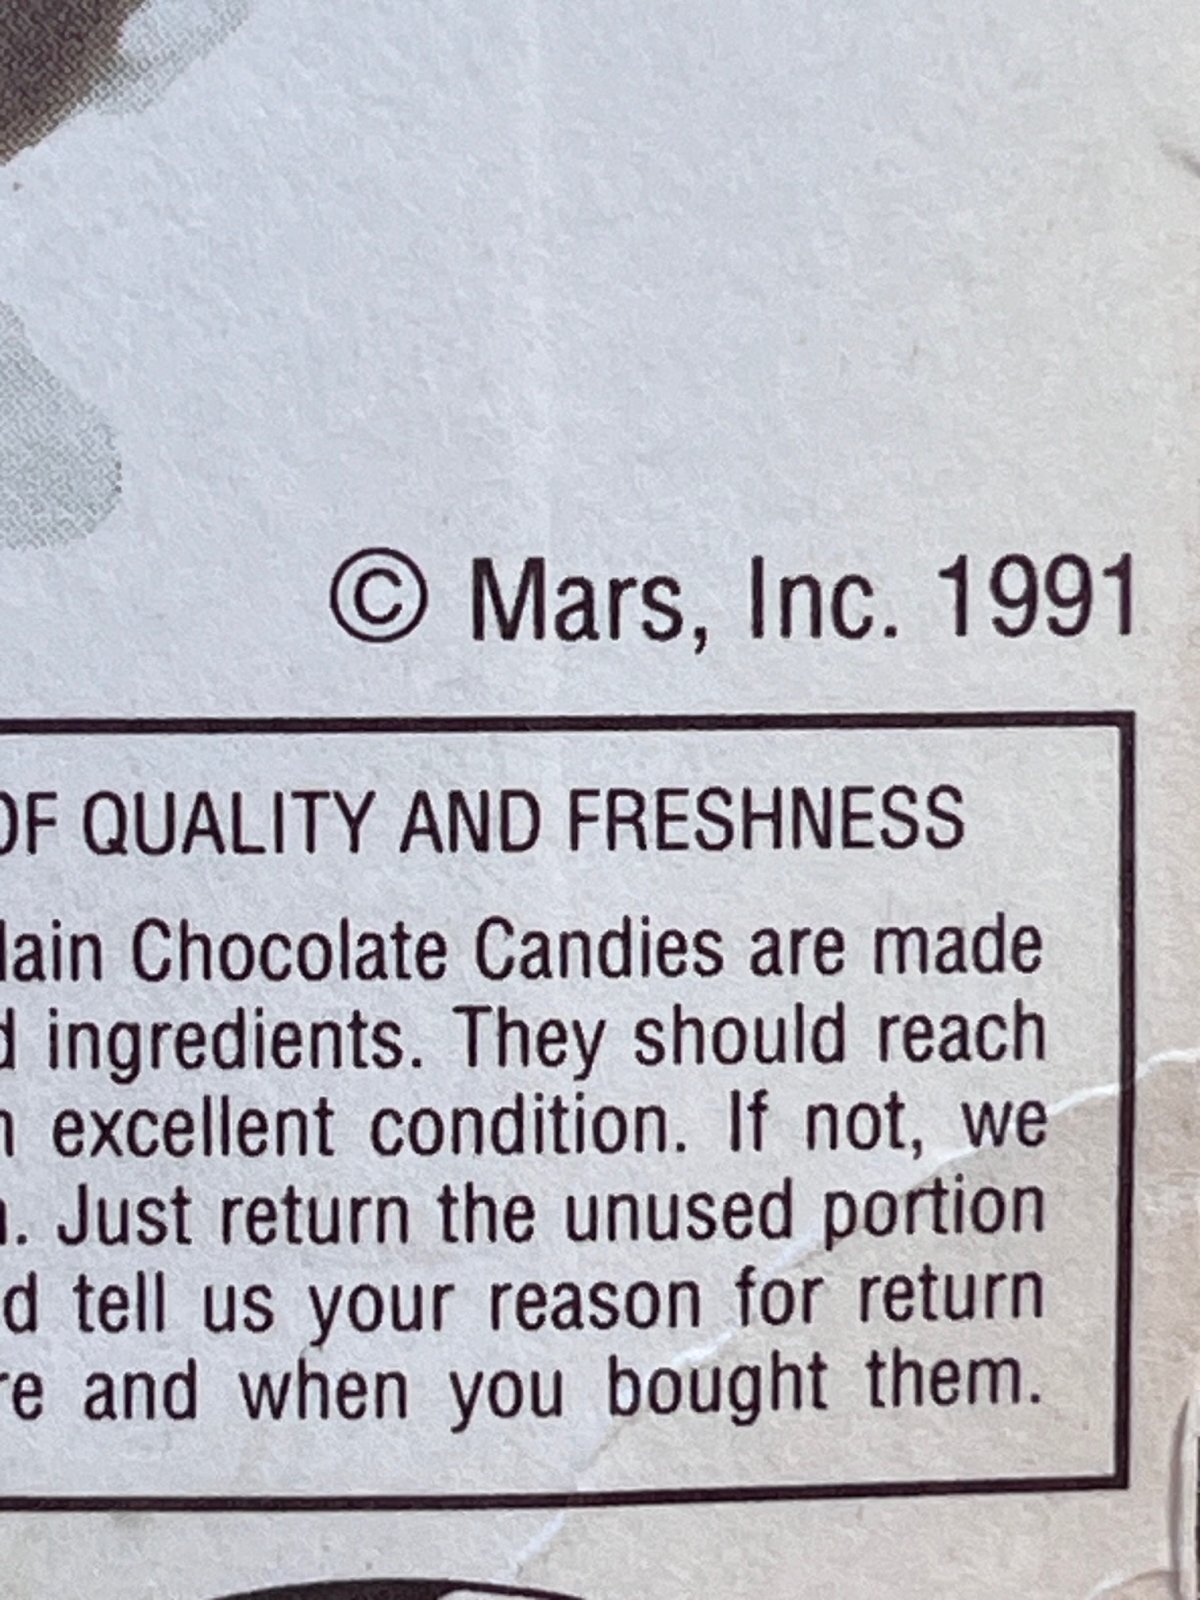 © Mars, Inc. 1991
OF QUALITY AND FRESHNESS
lain Chocolate Candies are made
d ingredients. They should reach
n excellent condition. If not, we
. Just return the unused portion
d tell us your reason for return
re and when you bought them.